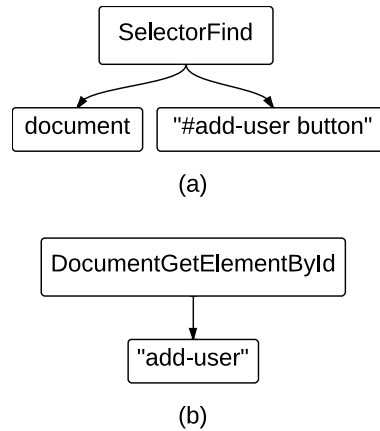 SelectorFind
document
"#add-user button"
(a)
DocumentGetElementById
"add-user"
(b)